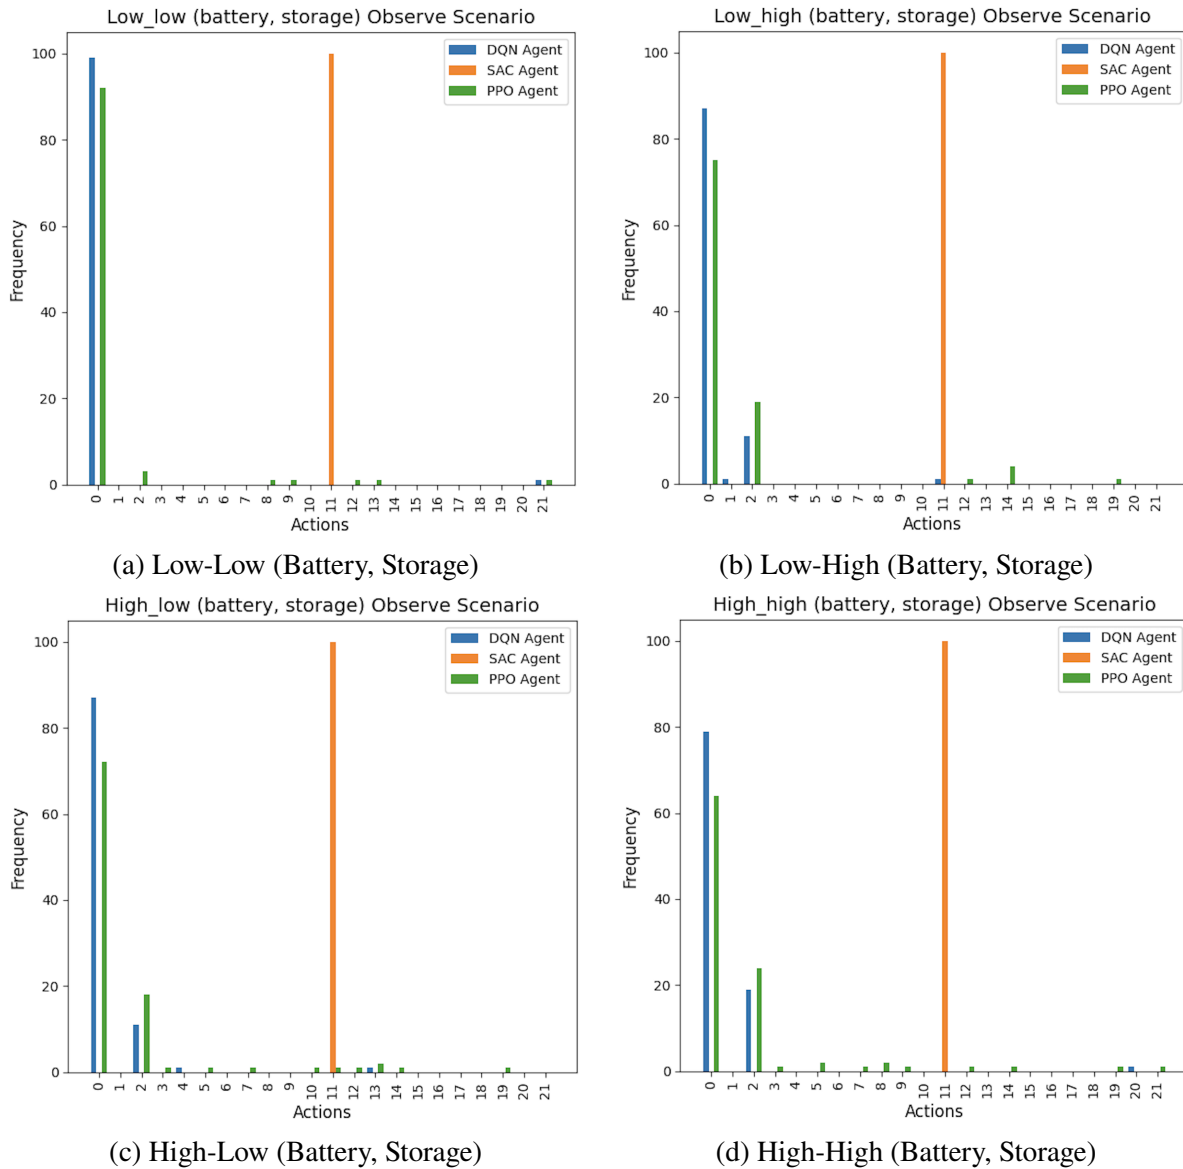 Low_low (battery, storage) Observe Scenario
DQN Agent
SAC Agent
PPO Agent
Frequency
100
80
60
40
20
0
0 1 2 3 4 5 6 7 8 9 10 11 12 13 14 15 16 17 18 19 20 21
Actions
(a) Low-Low (Battery, Storage)
Low_high (battery, storage) Observe Scenario
DQN Agent
SAC Agent
PPO Agent
Frequency
100
80
60
40
20
0
0 1 2 3 4 5 6 7 8 9 10 11 12 13 14 15 16 17 18 19 20 21
Actions
(b) Low-High (Battery, Storage)
High_low (battery, storage) Observe Scenario
DQN Agent
SAC Agent
PPO Agent
Frequency
100
80
60
40
20
0
0 1 2 3 4 5 6 7 8 9 10 11 12 13 14 15 16 17 18 19 20 21
Actions
(c) High-Low (Battery, Storage)
High_high (battery, storage) Observe Scenario
DQN Agent
SAC Agent
PPO Agent
Frequency
100
80
60
40
20
0
0 1 2 3 4 5 6 7 8 9 10 11 12 13 14 15 16 17 18 19 20 21
Actions
(d) High-High (Battery, Storage)